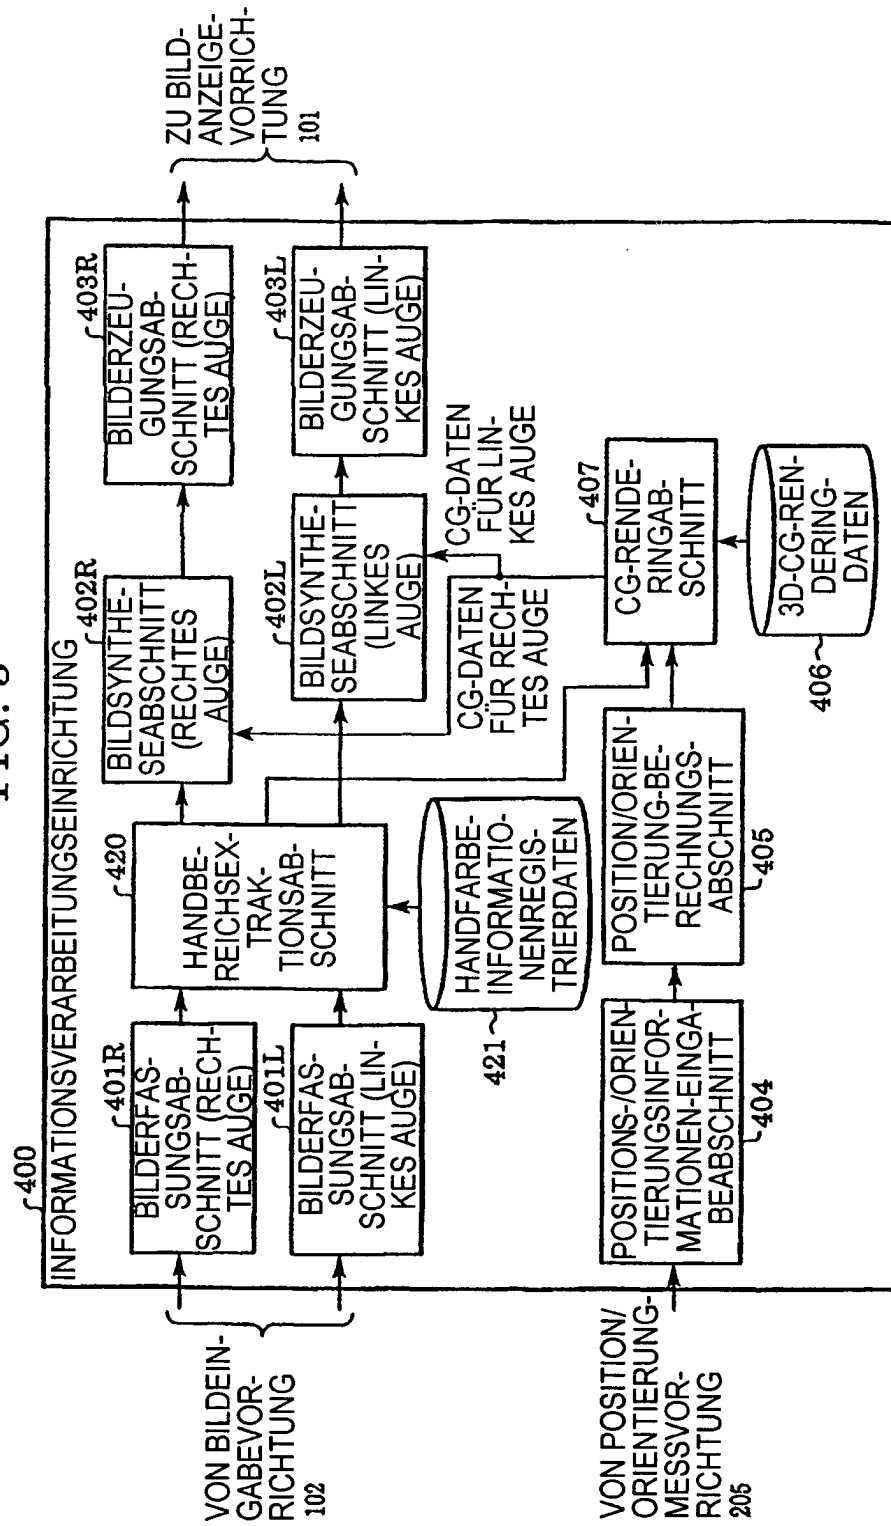 400
INFORMATIONSVERARBEITUNGSEINRICHTUNG
VON BILDEIN-
GABEVOR-
RICHTUNG
102
401R
BILDERFAS-
SUNGSAB-
SCHNITT (RECH-
TES AUGE)
401L
BILDERFAS-
SUNGSAB-
SCHNITT (LIN-
KES AUGE)
420
HANDBE-
REICHSEX-
TRAK-
TIONSAB-
SCHNITT
421
HANDFARBE-
INFORMATIO-
NENREGIS-
TRIERDATEN
402R
BILDSYNTHE-
SEABSCHNITT
(RECHTES
AUGE)
402L
BILDSYNTHE-
SEABSCHNITT
(LINKES
AUGE)
403R
BILDERZEU-
GUNGSAB-
SCHNITT (RECH-
TES AUGE)
403L
BILDERZEU-
GUNGSAB-
SCHNITT (LIN-
KES AUGE)
ZU BILD-
ANZEIGE-
VORRICH-
TUNG
101
CG-DATEN
FÜR RECH-
TES AUGE
CG-DATEN
FÜR LIN-
KES AUGE
VON POSITION/
ORIENTIERUNG-
MESSVOR-
RICHTUNG
205
POSITIONS-/ORIEN-
TIERUNGSINFOR-
MATIONEN-EINGA-
BEABSCHNITT
404
POSITION/ORIEN-
TIERUNG-BE-
RECHNUNGS-
ABSCHNITT
405
407
CG-RENDE-
RINGAB-
SCHNITT
406
3D-CG-REN-
DERING-
DATEN